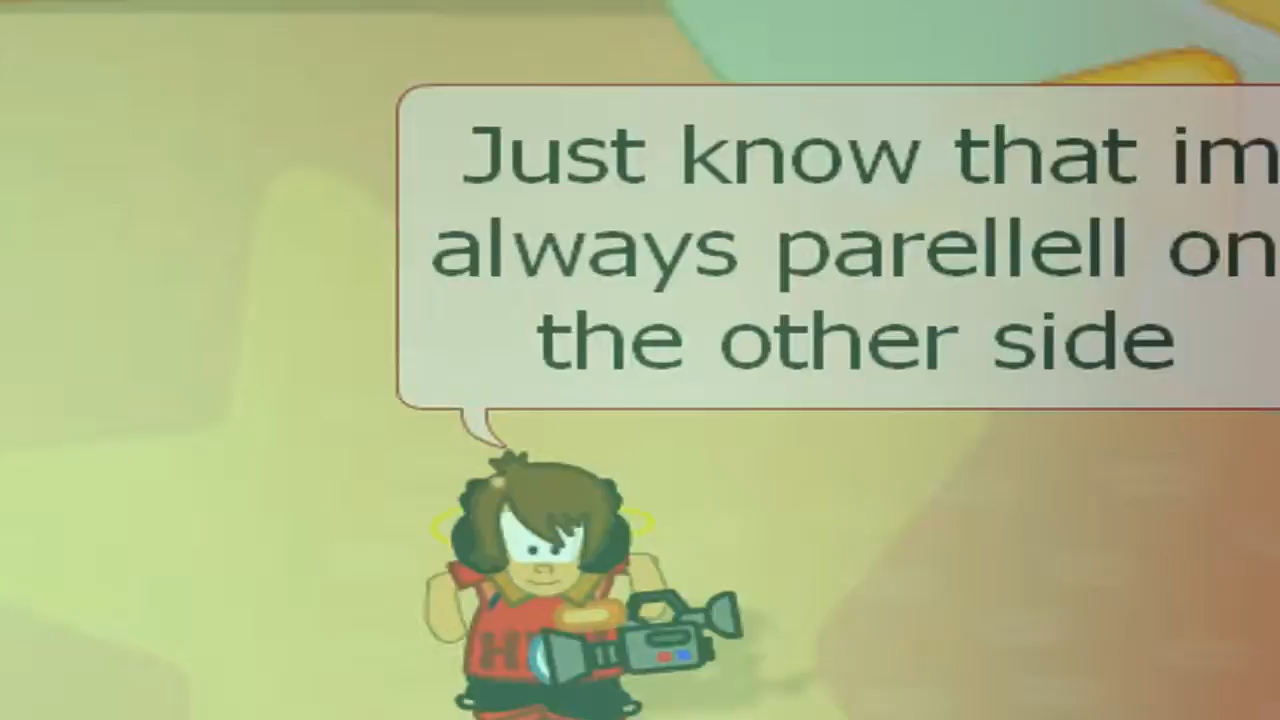 Just know that im
always parellell on
the other side
H